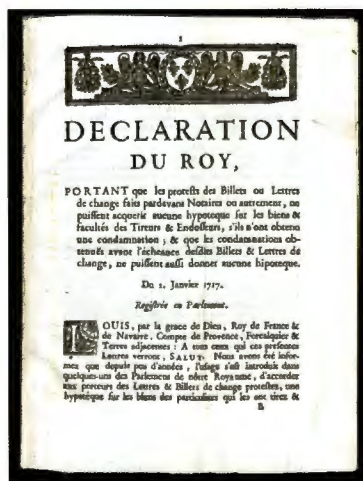 1
DECLARATION
DU ROY,
PORTANT que les protests des Billets ou Lettres
de change faits pardevant Notaires ou autrement, ne
puissent acquerir aucune hypoteque sur les biens &
facultés des Tireurs & Endosseurs, s'ils n'ont obtenu
une condamnation ; & que les condamnations ob-
tenuës avant l'écheance desdits Billets & Lettres de
change, ne puissent aussi donner aucune hipoteque.
Du 2. Janvier 1717.
Registrée en Parlement.
LOUIS, par la grace de Dieu, Roy de France &
de Navarre, Comte de Provence, Forcalquier &
Terres adjacentes : A tous ceux qui ces presentes
Lettres verront, SALUT. Nous avons été infor-
mez que depuis peu d'années, l'usage s'est introduit dans
quelques-uns des Parlemens de nôtre Royaume, d'accorder
aux porteurs des Lettres & Billets de change protestez, une
hypotéque sur les biens des particuliers qui les ont tirez &
B